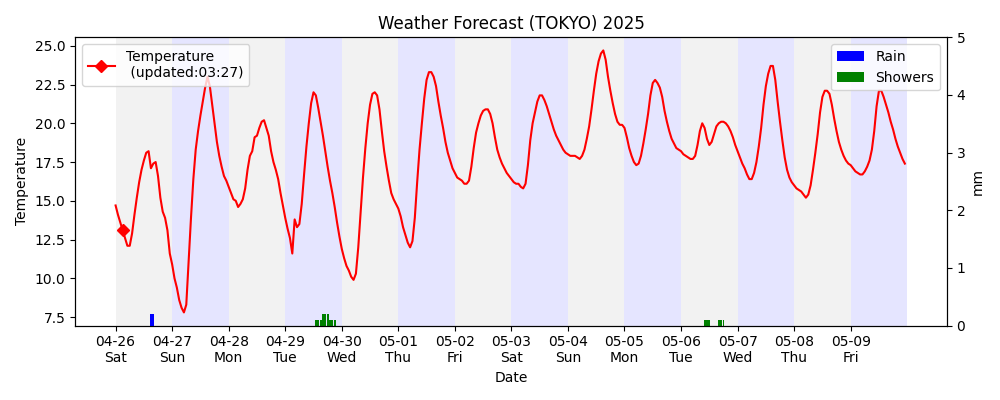 Weather Forecast (TOKYO) 2025
Temperature
(updated:03:27)
Rain
Showers
25.0
22.5
20.0
17.5
15.0
12.5
10.0
7.5
Temperature
5
4
3
2
1
0
mm
04-26 04-27 04-28 04-29 04-30 05-01 05-02 05-03 05-04 05-05 05-06 05-07 05-08 05-09
Sat Sun Mon Tue Wed Thu Fri Sat Sun Mon Tue Wed Thu Fri
Date